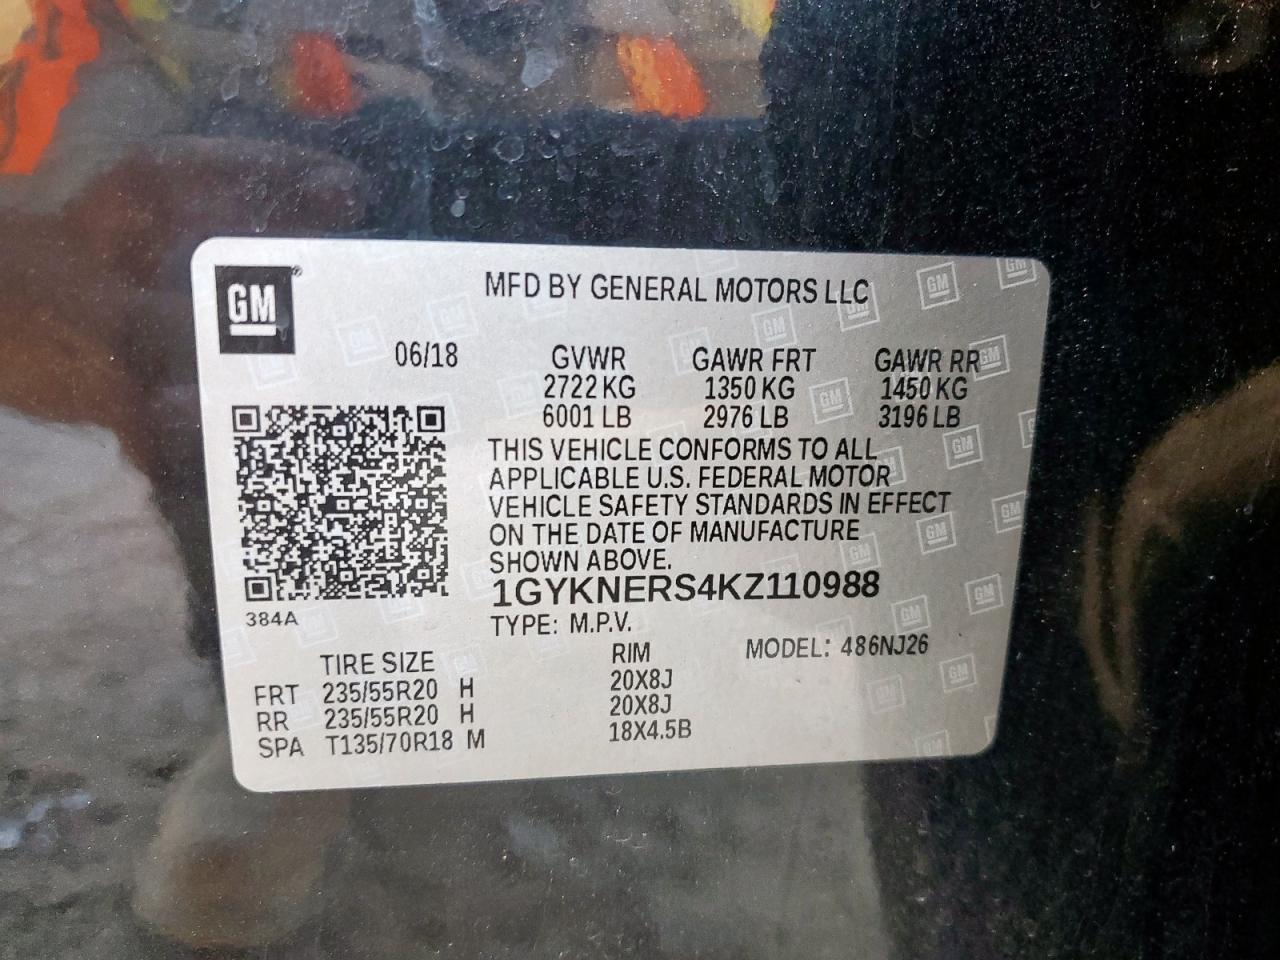 GM
MFD BY GENERAL MOTORS LLC
06/18 GVWR GAWR FRT GAWR RR
2722 KG 1350 KG 1450 KG
6001 LB 2976 LB 3196 LB
THIS VEHICLE CONFORMS TO ALL
APPLICABLE U.S. FEDERAL MOTOR
VEHICLE SAFETY STANDARDS IN EFFECT
ON THE DATE OF MANUFACTURE
SHOWN ABOVE.
1GYKNERS4KZ110988
384A
TYPE: M.P.V.
MODEL: 486NJ26
TIRE SIZE RIM
FRT 235/55R20 H 20X8J
RR 235/55R20 H 20X8J
SPA T135/70R18 M 18X4.5B